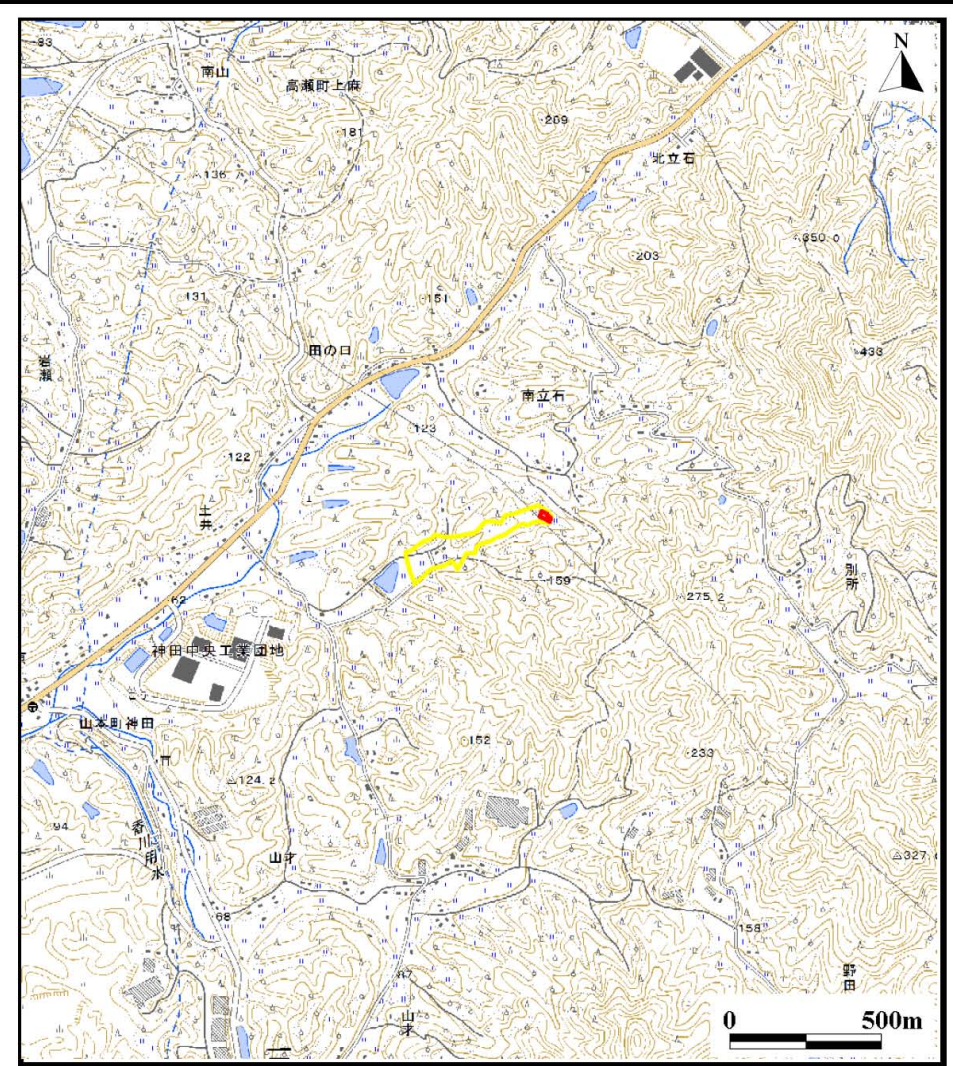 N
83
南山
高瀬町上麻
209
181
北立石
136.7
350.0
203
131
151
岩瀬
田の口
433
南立石
123
122
土井
159
別所
275.2
62
神田中央工業団地
山本町神田
152
233
124.2
94
香川用水
327.
山才
68
158
87
野田
山才
0
500m